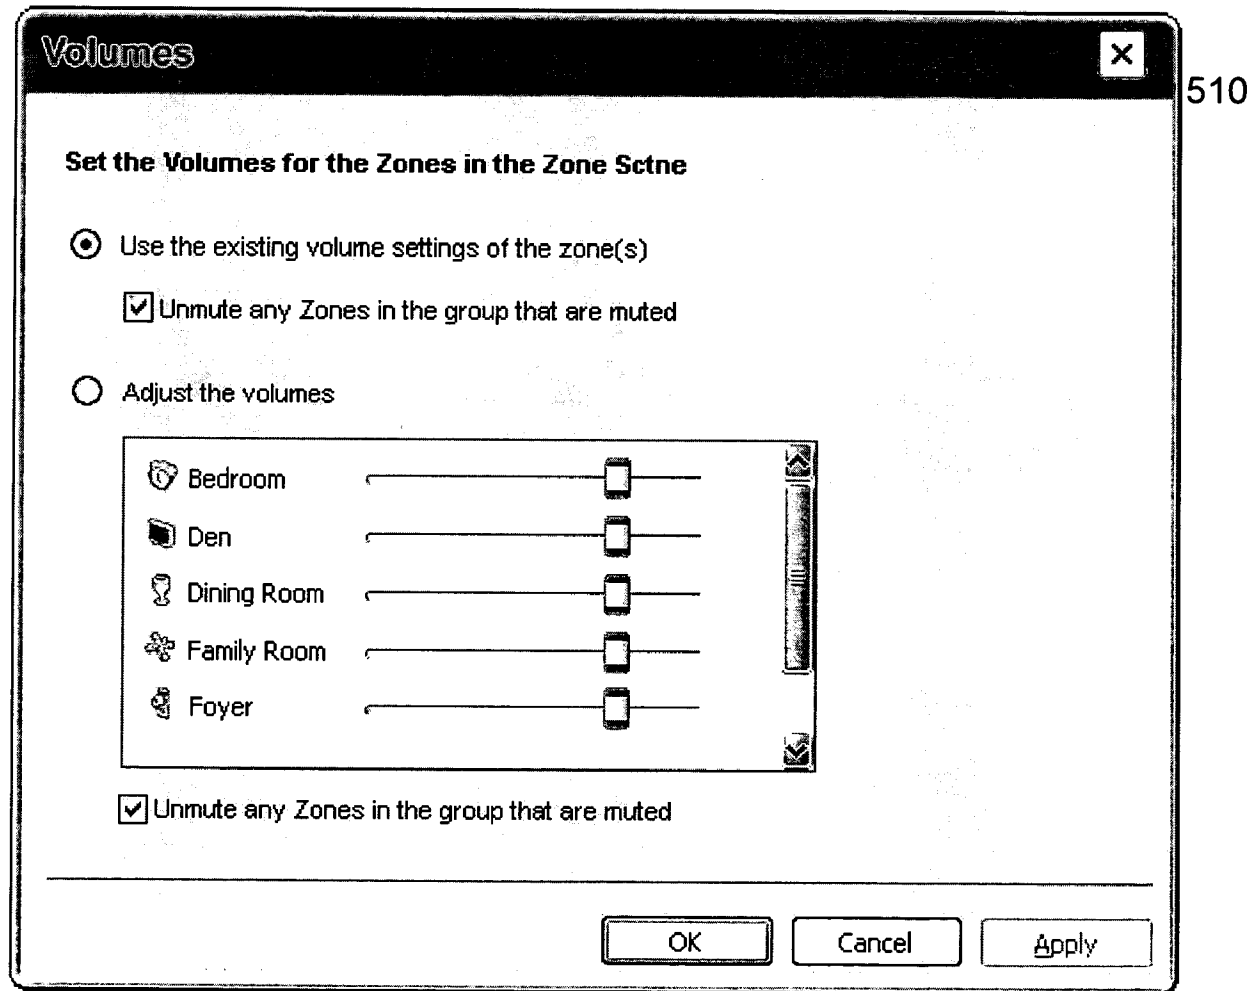 Volumes
510
Set the Volumes for the Zones in the Zone Sctne
Use the existing volume settings of the zone(s)
Unmute any Zones in the group that are muted
Adjust the volumes
Bedroom
Den
Dining Room
Family Room
Foyer
Unmute any Zones in the group that are muted
OK Cancel Apply